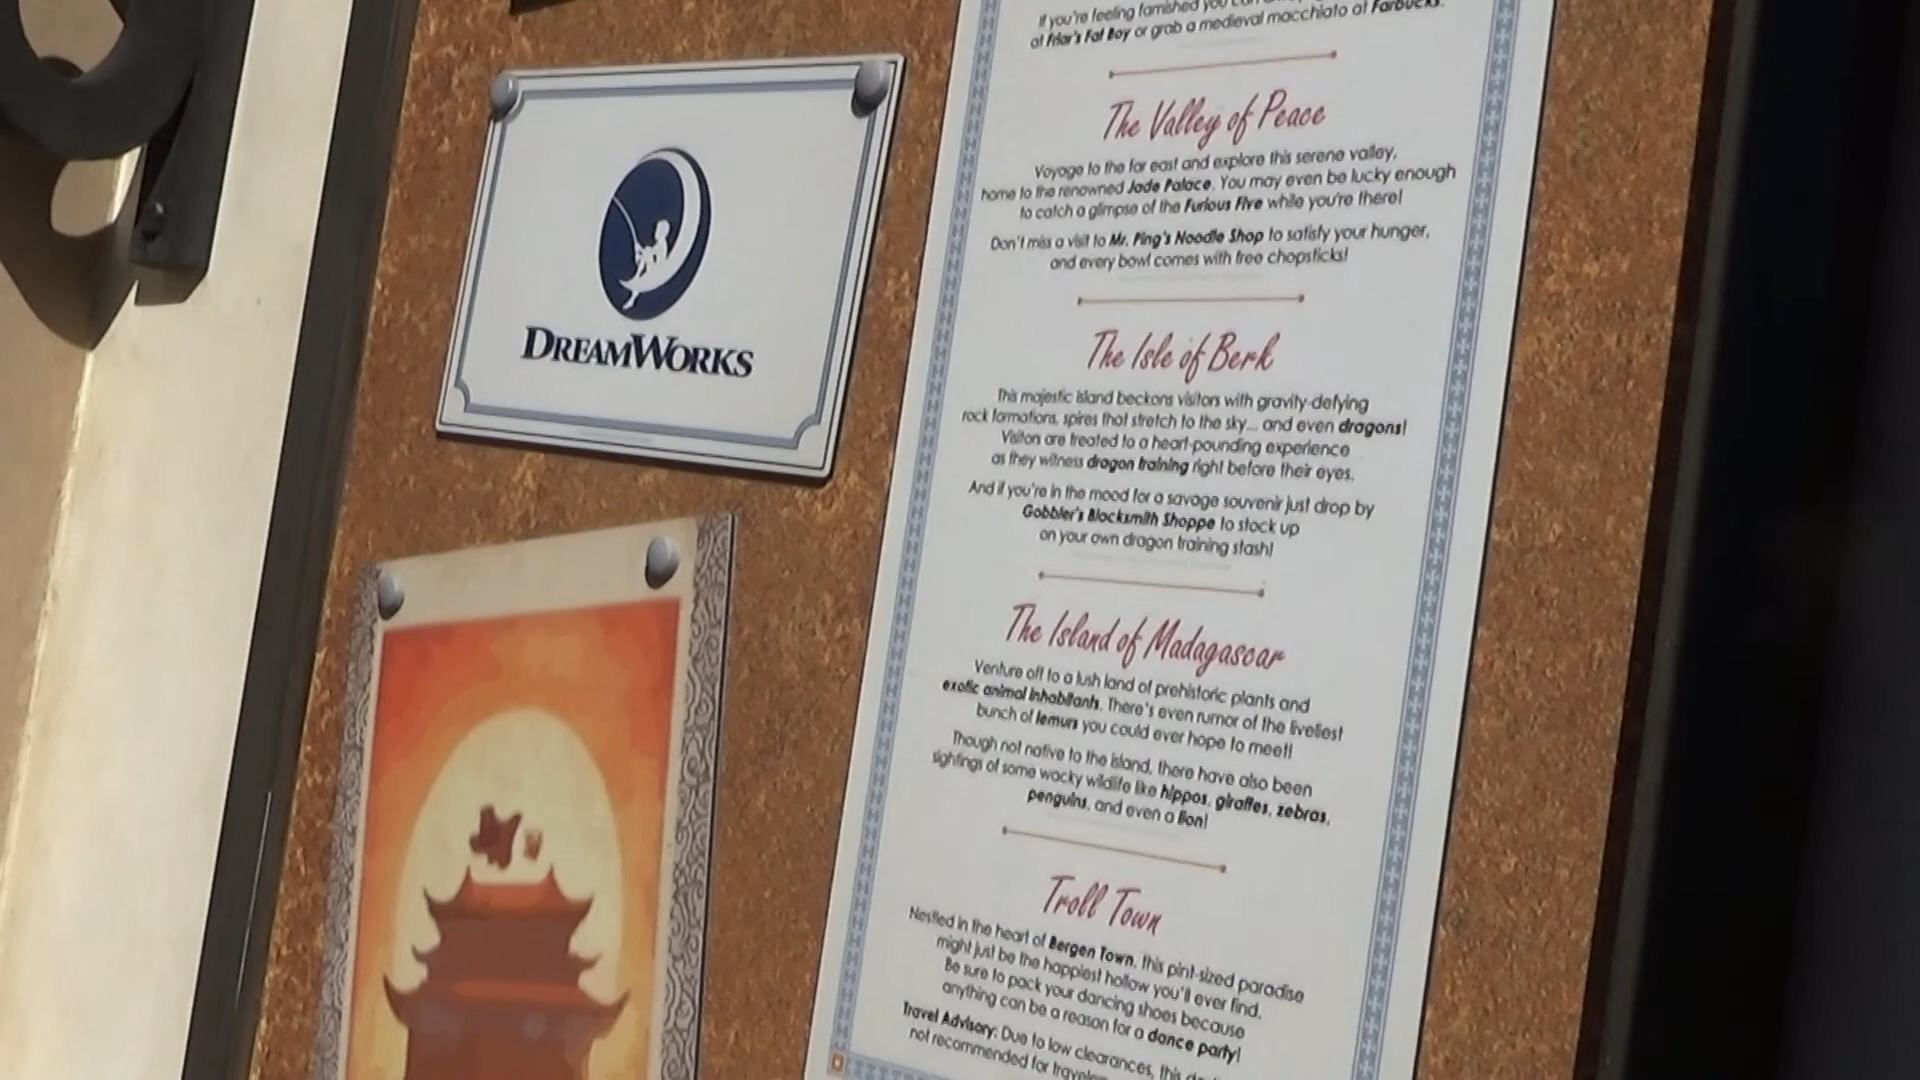 If you're feeling famished you can
at Friar's Fat Boy or grab a medieval macchiato at Farbucks.
The Valley of Peace
Voyage to the far east and explore this serene valley,
home to the renowned Jade Palace. You may even be lucky enough
to catch a glimpse of the Furious Five while you're there!
Don't miss a visit to Mr. Ping's Noodle Shop to satisfy your hunger,
and every bowl comes with free chopsticks!
The Isle of Berk
This majestic island beckons visitors with gravity-defying
rock formations, spires that stretch to the sky... and even dragons!
Visitors are treated to a heart-pounding experience
as they witness dragon training right before their eyes.
And if you're in the mood for a savage souvenir just drop by
Gobbler's Blacksmith Shoppe to stock up
on your own dragon training stash!
The Island of Madagascar
Venture off to a lush land of prehistoric plants and
exotic animal inhabitants. There's even rumor of the liveliest
bunch of lemurs you could ever hope to meet!
Though not native to the island, there have also been
sightings of some wacky wildlife like hippos, giraffes, zebras,
penguins, and even a lion!
Troll Town
Nestled in the heart of Bergen Town, this pint-sized paradise
might just be the happiest hollow you'll ever find.
Be sure to pack your dancing shoes because
anything can be a reason for a dance party!
Travel Advisory: Due to low clearances, this
not recommended for
DREAMWORKS